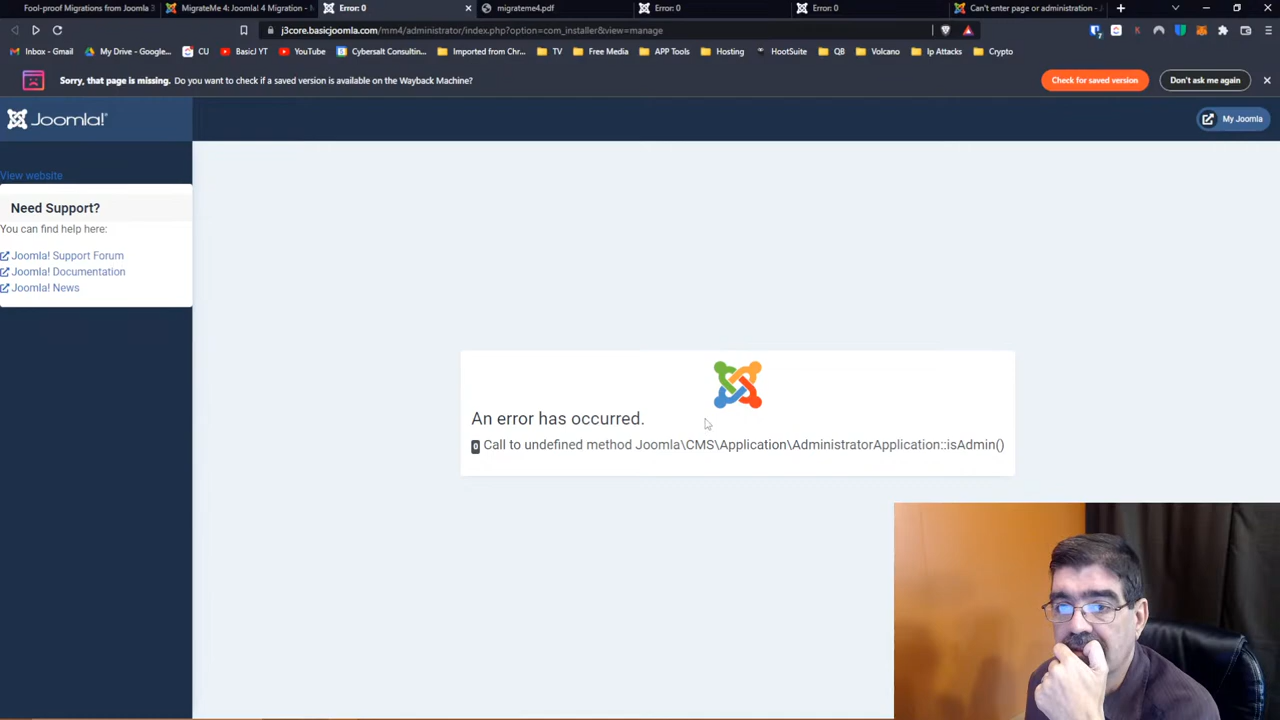 Fool-proof Migrations from Joomla 3
MigrateMe 4: Joomla! 4 Migration -
Error: 0
migrateme4.pdf
Error: 0
Error: 0
Can't enter page or administration -
j3core.basicjoomla.com/mm4/administrator/index.php?option=com_installer&view=manage
Inbox - Gmail
My Drive - Google...
CU
BasicJ YT
YouTube
Cybersalt Consultin...
Imported from Chr...
TV
Free Media
APP Tools
Hosting
HootSuite
QB
Volcano
Ip Attacks
Crypto
Sorry, that page is missing. Do you want to check if a saved version is available on the Wayback Machine?
Check for saved version
Don't ask me again
Joomla!
My Joomla
View website
Need Support?
You can find help here:
Joomla! Support Forum
Joomla! Documentation
Joomla! News
An error has occurred.
0 Call to undefined method Joomla\CMS\Application\AdministratorApplication::isAdmin()